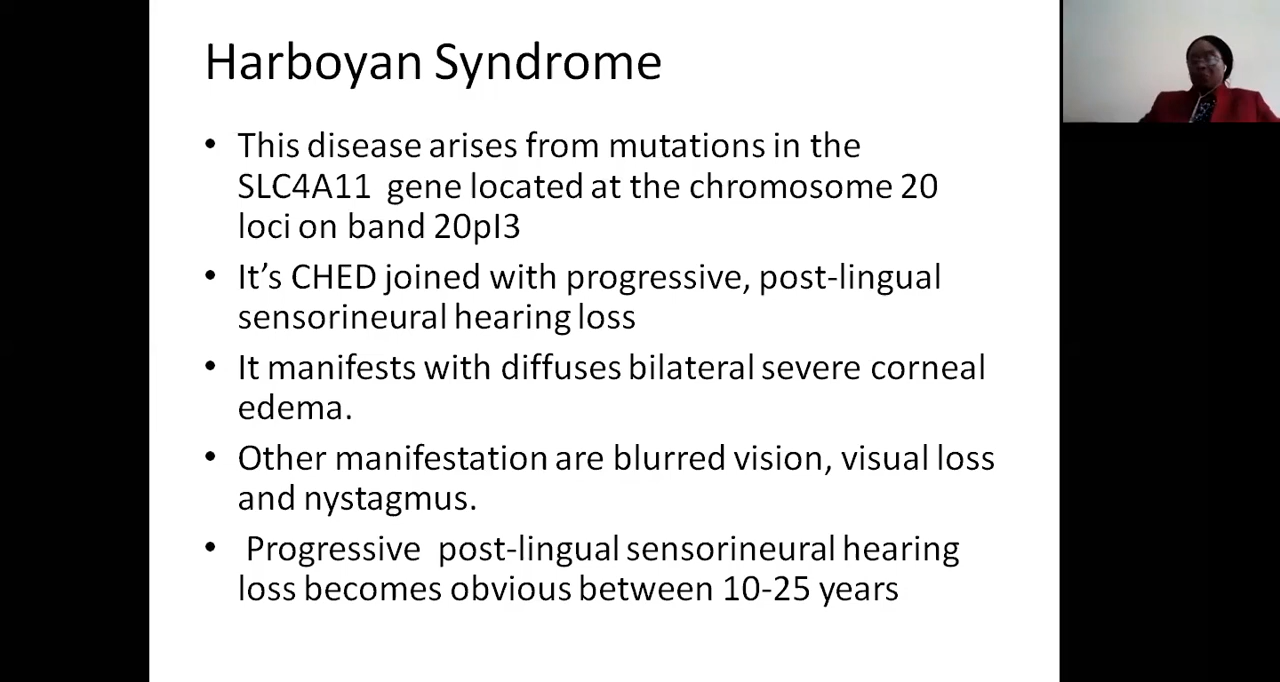 Harboyan Syndrome
• This disease arises from mutations in the
SLC4A11 gene located at the chromosome 20
loci on band 20pI3
• It’s CHED joined with progressive, post-lingual
sensorineural hearing loss
• It manifests with diffuses bilateral severe corneal
edema.
• Other manifestation are blurred vision, visual loss
and nystagmus.
• Progressive post-lingual sensorineural hearing
loss becomes obvious between 10-25 years